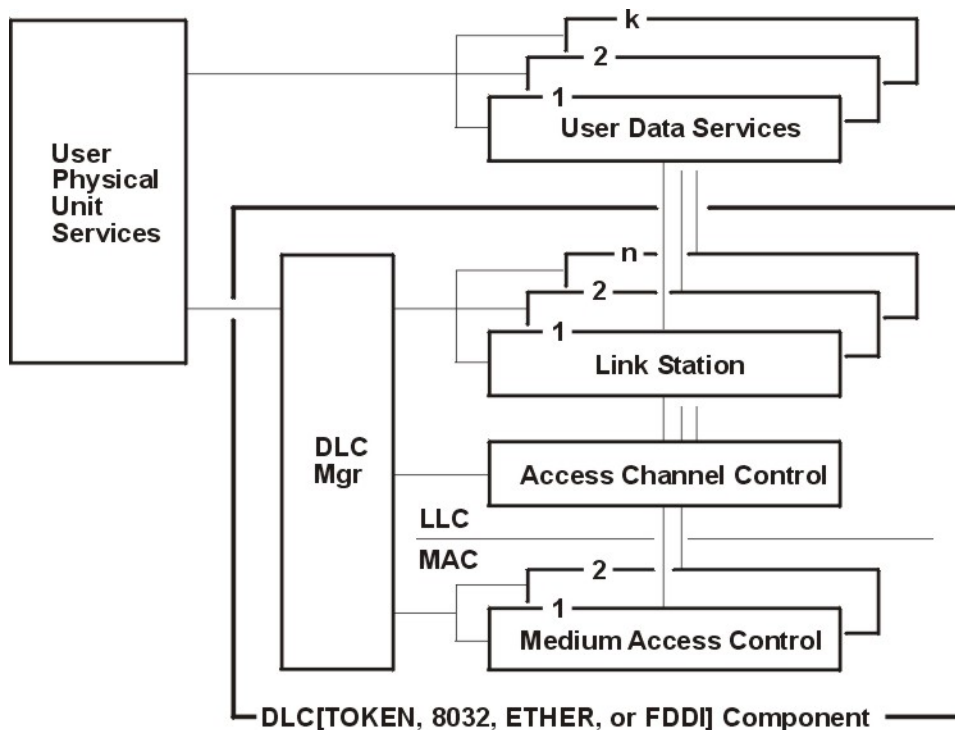 User
Physical
Unit
Services
k
2
1
User Data Services
n
2
1
Link Station
DLC
Mgr
Access Channel Control
LLC
MAC
2
1
Medium Access Control
DLC[TOKEN, 8032, ETHER, or FDDI] Component